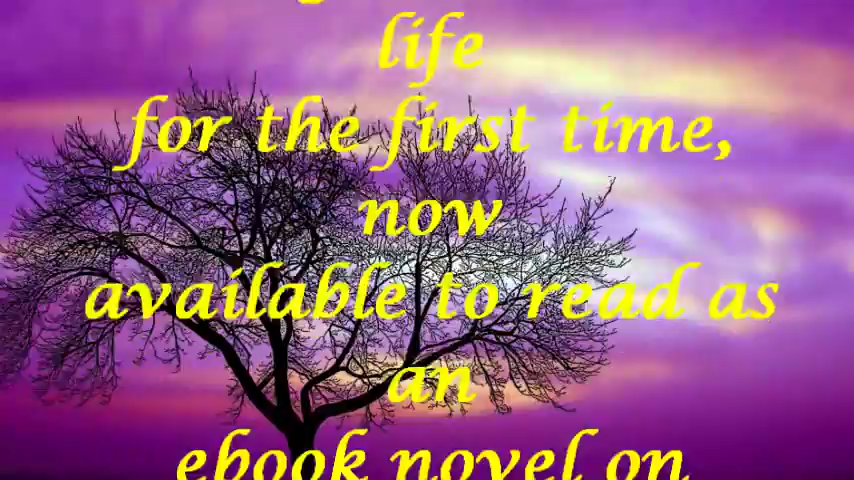 life
for the first time,
now
available to read as
an
ebook novel on